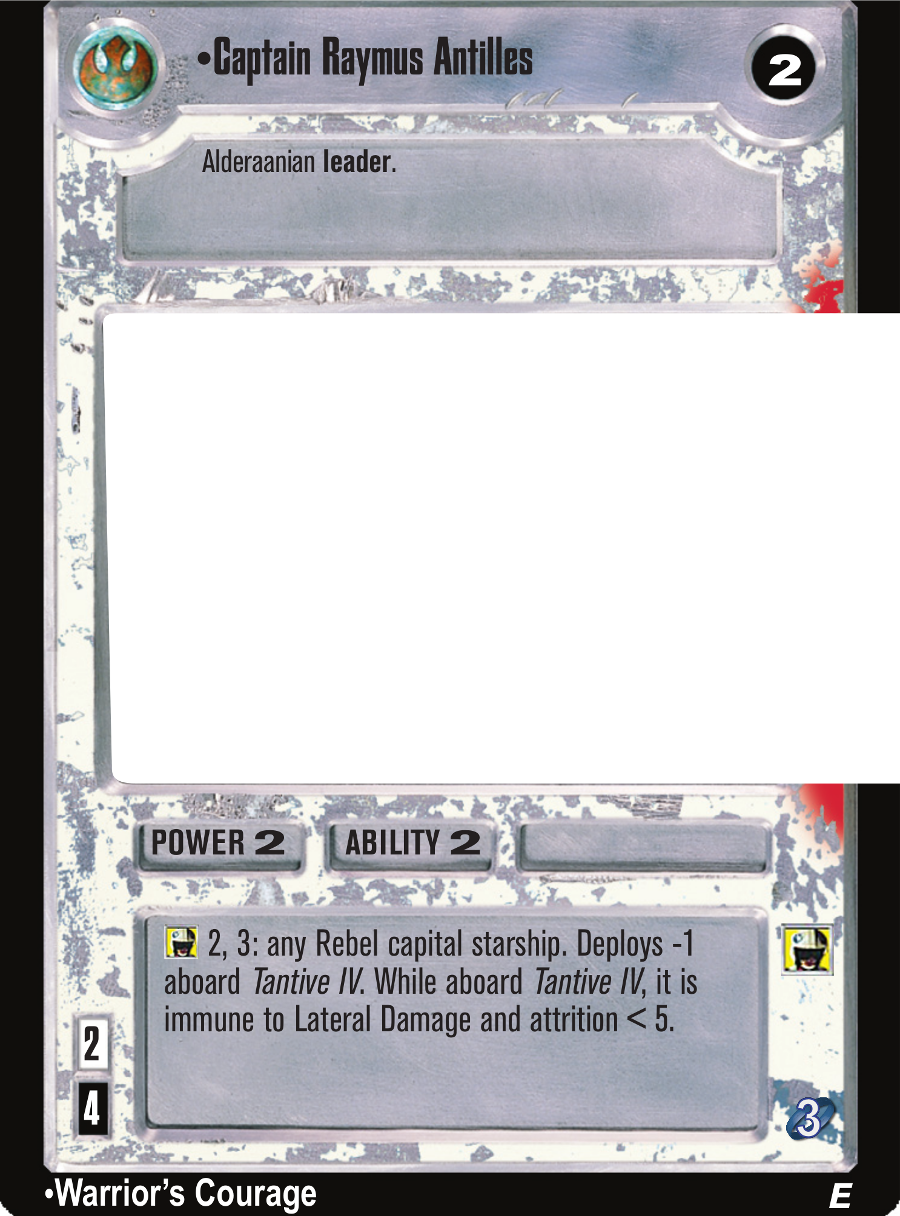 •Captain Raymus Antilles
2
Alderaanian leader.
POWER 2
ABILITY 2
2, 3: any Rebel capital starship. Deploys -1
aboard Tantive IV. While aboard Tantive IV, it is
immune to Lateral Damage and attrition < 5.
2
4
3
•Warrior's Courage
E